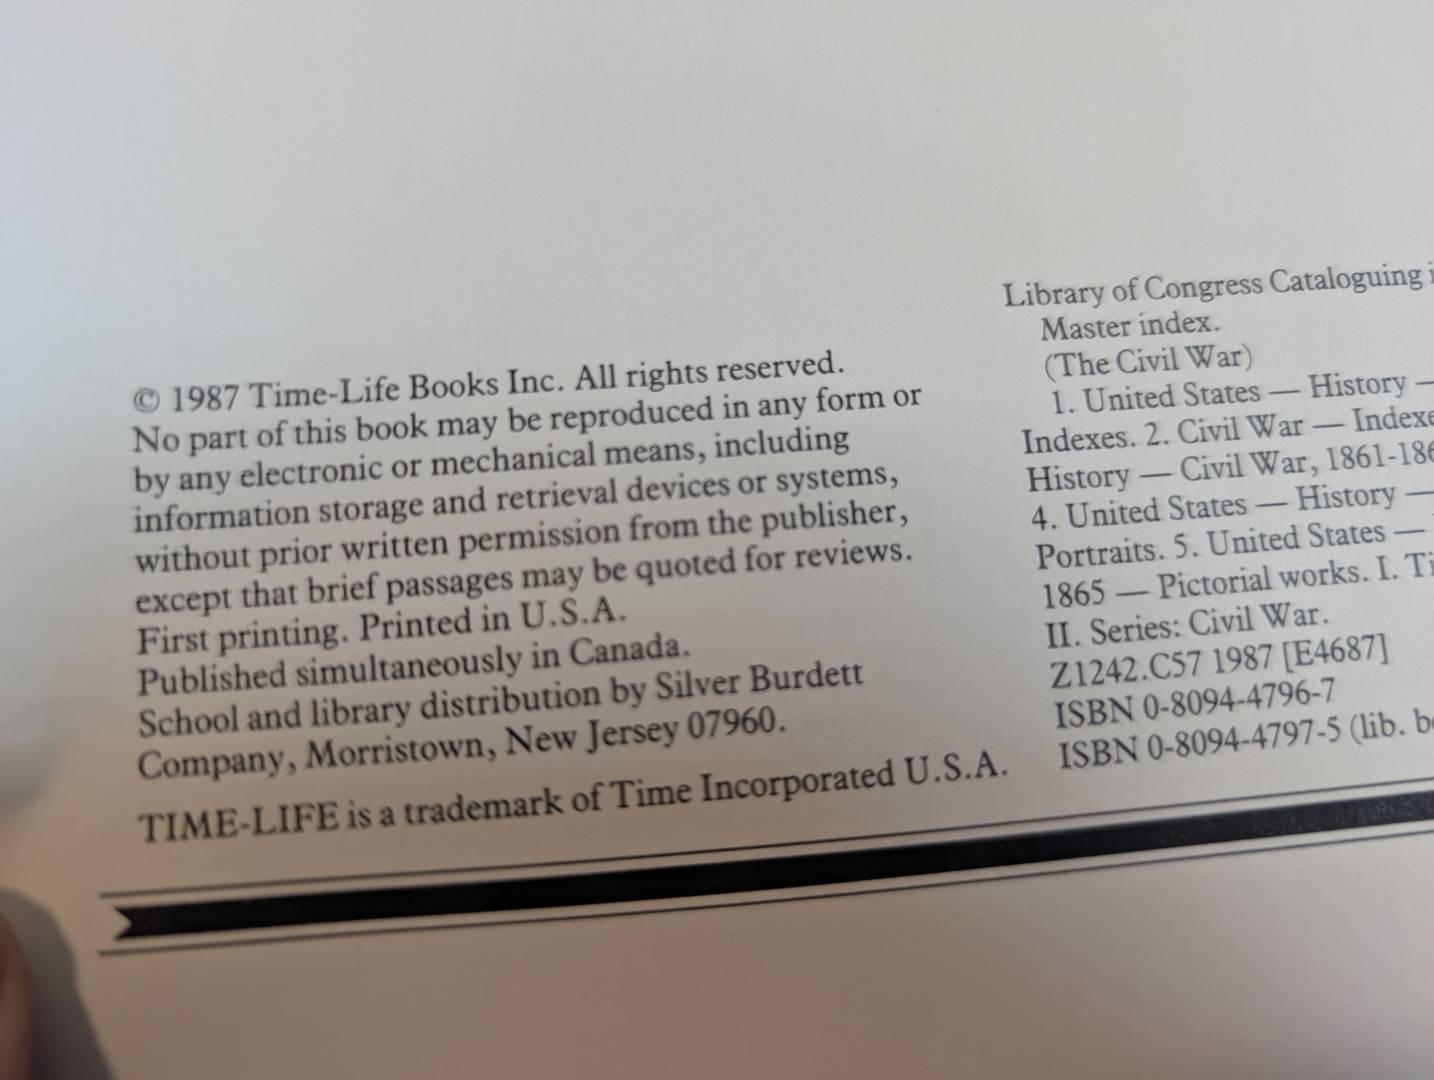 © 1987 Time-Life Books Inc. All rights reserved.
No part of this book may be reproduced in any form or
by any electronic or mechanical means, including
information storage and retrieval devices or systems,
without prior written permission from the publisher,
except that brief passages may be quoted for reviews.
First printing. Printed in U.S.A.
Published simultaneously in Canada.
School and library distribution by Silver Burdett
Company, Morristown, New Jersey 07960.
TIME-LIFE is a trademark of Time Incorporated U.S.A.
Library of Congress Cataloguing
Master index.
(The Civil War)
1. United States — History —
Indexes. 2. Civil War —
History — Civil War,
4. United States — History —
Portraits. 5. United States —
1865 — Pictorial works. I.
II. Series: Civil War.
Z1242.C57 1987 [E4687]
ISBN 0-8094-4796-7
ISBN 0-8094-4797-5 (lib.